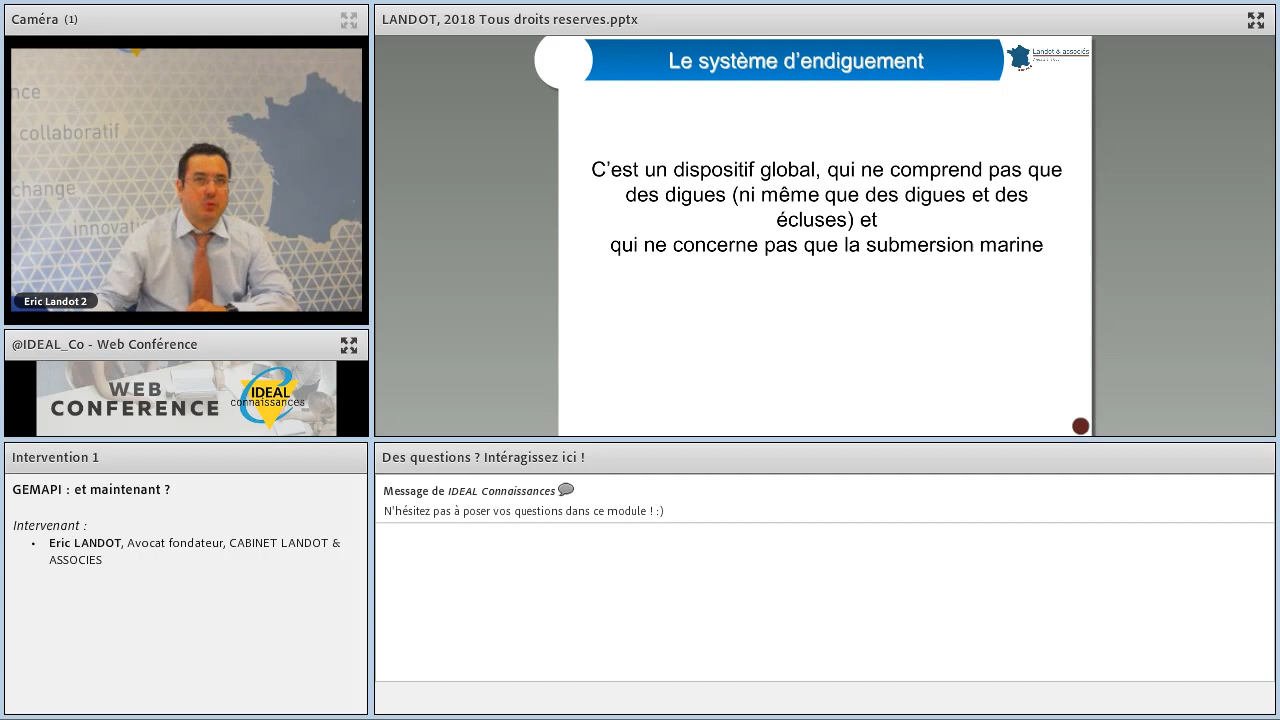 Caméra (1)
nce
collaboratif
change
innovati
Eric Landot 2
@IDEAL_Co - Web Conférence
WEB
CONFERENCE
IDEAL
connaissances
LANDOT, 2018 Tous droits reserves.pptx
Le système d’endiguement
Landot & associés
C’est un dispositif global, qui ne comprend pas que
des digues (ni même que des digues et des
écluses) et
qui ne concerne pas que la submersion marine
Intervention 1
GEMAPI : et maintenant ?
Intervenant :
• Eric LANDOT, Avocat fondateur, CABINET LANDOT &
ASSOCIES
Des questions ? Intéragissez ici !
Message de IDEAL Connaissances
N'hésitez pas à poser vos questions dans ce module ! :)